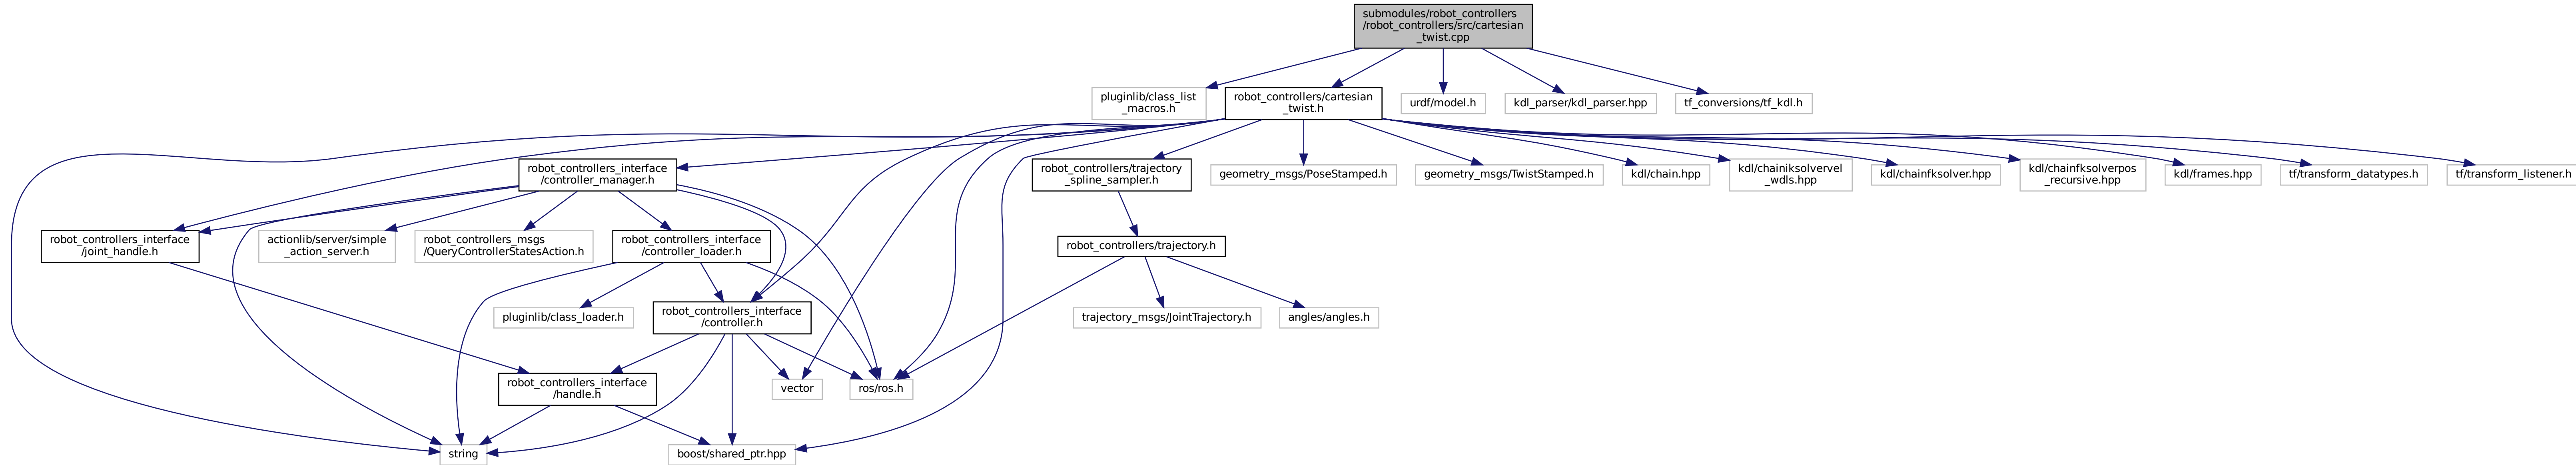 submodules/robot_controllers
/robot_controllers/src/cartesian
_twist.cpp
pluginlib/class_list
_macros.h
robot_controllers/cartesian
_twist.h
urdf/model.h
kdl_parser/kdl_parser.hpp
tf_conversions/tf_kdl.h
robot_controllers_interface
/controller_manager.h
robot_controllers/trajectory
_spline_sampler.h
geometry_msgs/PoseStamped.h
geometry_msgs/TwistStamped.h
kdl/chain.hpp
kdl/chainiksolvervel
_wdls.hpp
kdl/chainfksolver.hpp
kdl/chainfksolverpos
_recursive.hpp
kdl/frames.hpp
tf/transform_datatypes.h
tf/transform_listener.h
robot_controllers_interface
/joint_handle.h
actionlib/server/simple
_action_server.h
robot_controllers_msgs
/QueryControllerStatesAction.h
robot_controllers_interface
/controller_loader.h
robot_controllers/trajectory.h
pluginlib/class_loader.h
robot_controllers_interface
/controller.h
trajectory_msgs/JointTrajectory.h
angles/angles.h
robot_controllers_interface
/handle.h
vector
ros/ros.h
string
boost/shared_ptr.hpp